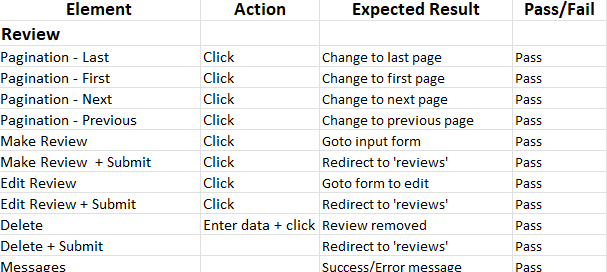 Element Action Expected Result Pass/Fail
Review
Pagination - Last Click Change to last page Pass
Pagination - First Click Change to first page Pass
Pagination - Next Click Change to next page Pass
Pagination - Previous Click Change to previous page Pass
Make Review Click Goto input form Pass
Make Review + Submit Click Redirect to 'reviews' Pass
Edit Review Click Goto form to edit Pass
Edit Review + Submit Click Redirect to 'reviews' Pass
Delete Enter data + click Review removed Pass
Delete + Submit Redirect to 'reviews' Pass
Messages Success/Error message Pass